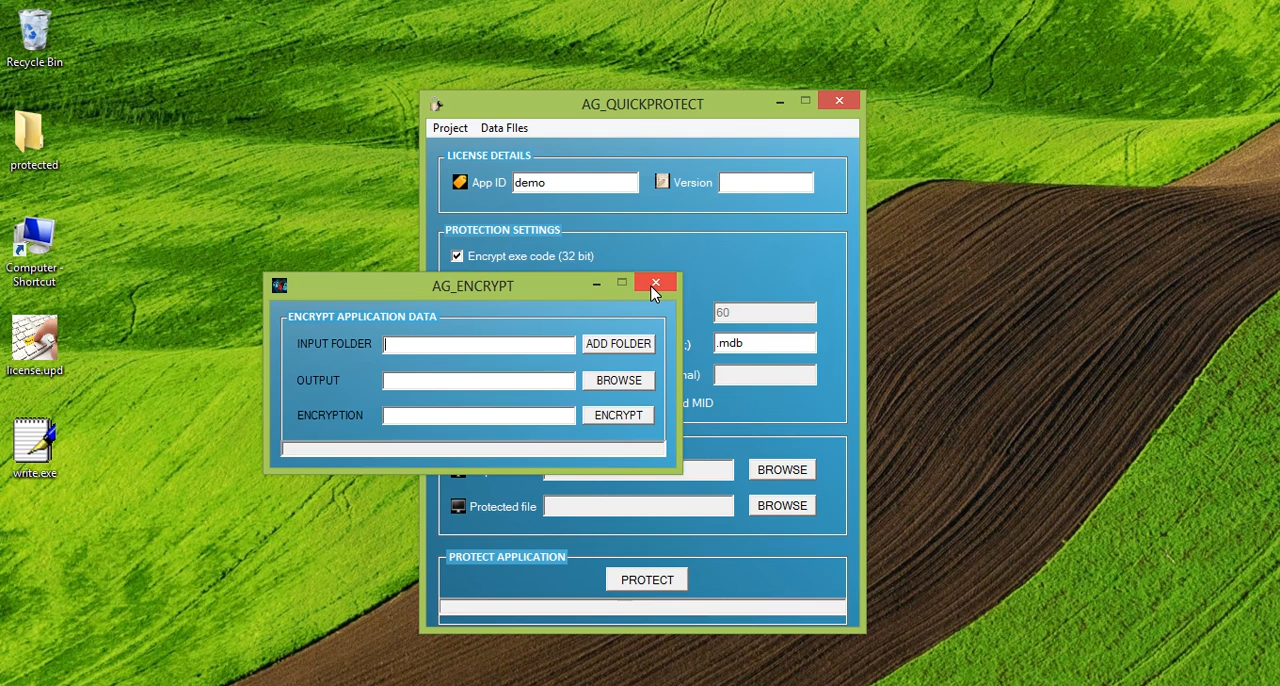 Recycle Bin
protected
Computer -
Shortcut
license.upd
write.exe
AG_QUICKPROTECT
Project Data FIles
LICENSE DETAILS
App ID demo Version
PROTECTION SETTINGS
Encrypt exe code (32 bit)
60
.mdb
d MID
BROWSE
Protected file BROWSE
PROTECT APPLICATION
PROTECT
AG_ENCRYPT
ENCRYPT APPLICATION DATA
INPUT FOLDER ADD FOLDER
OUTPUT BROWSE
ENCRYPTION ENCRYPT